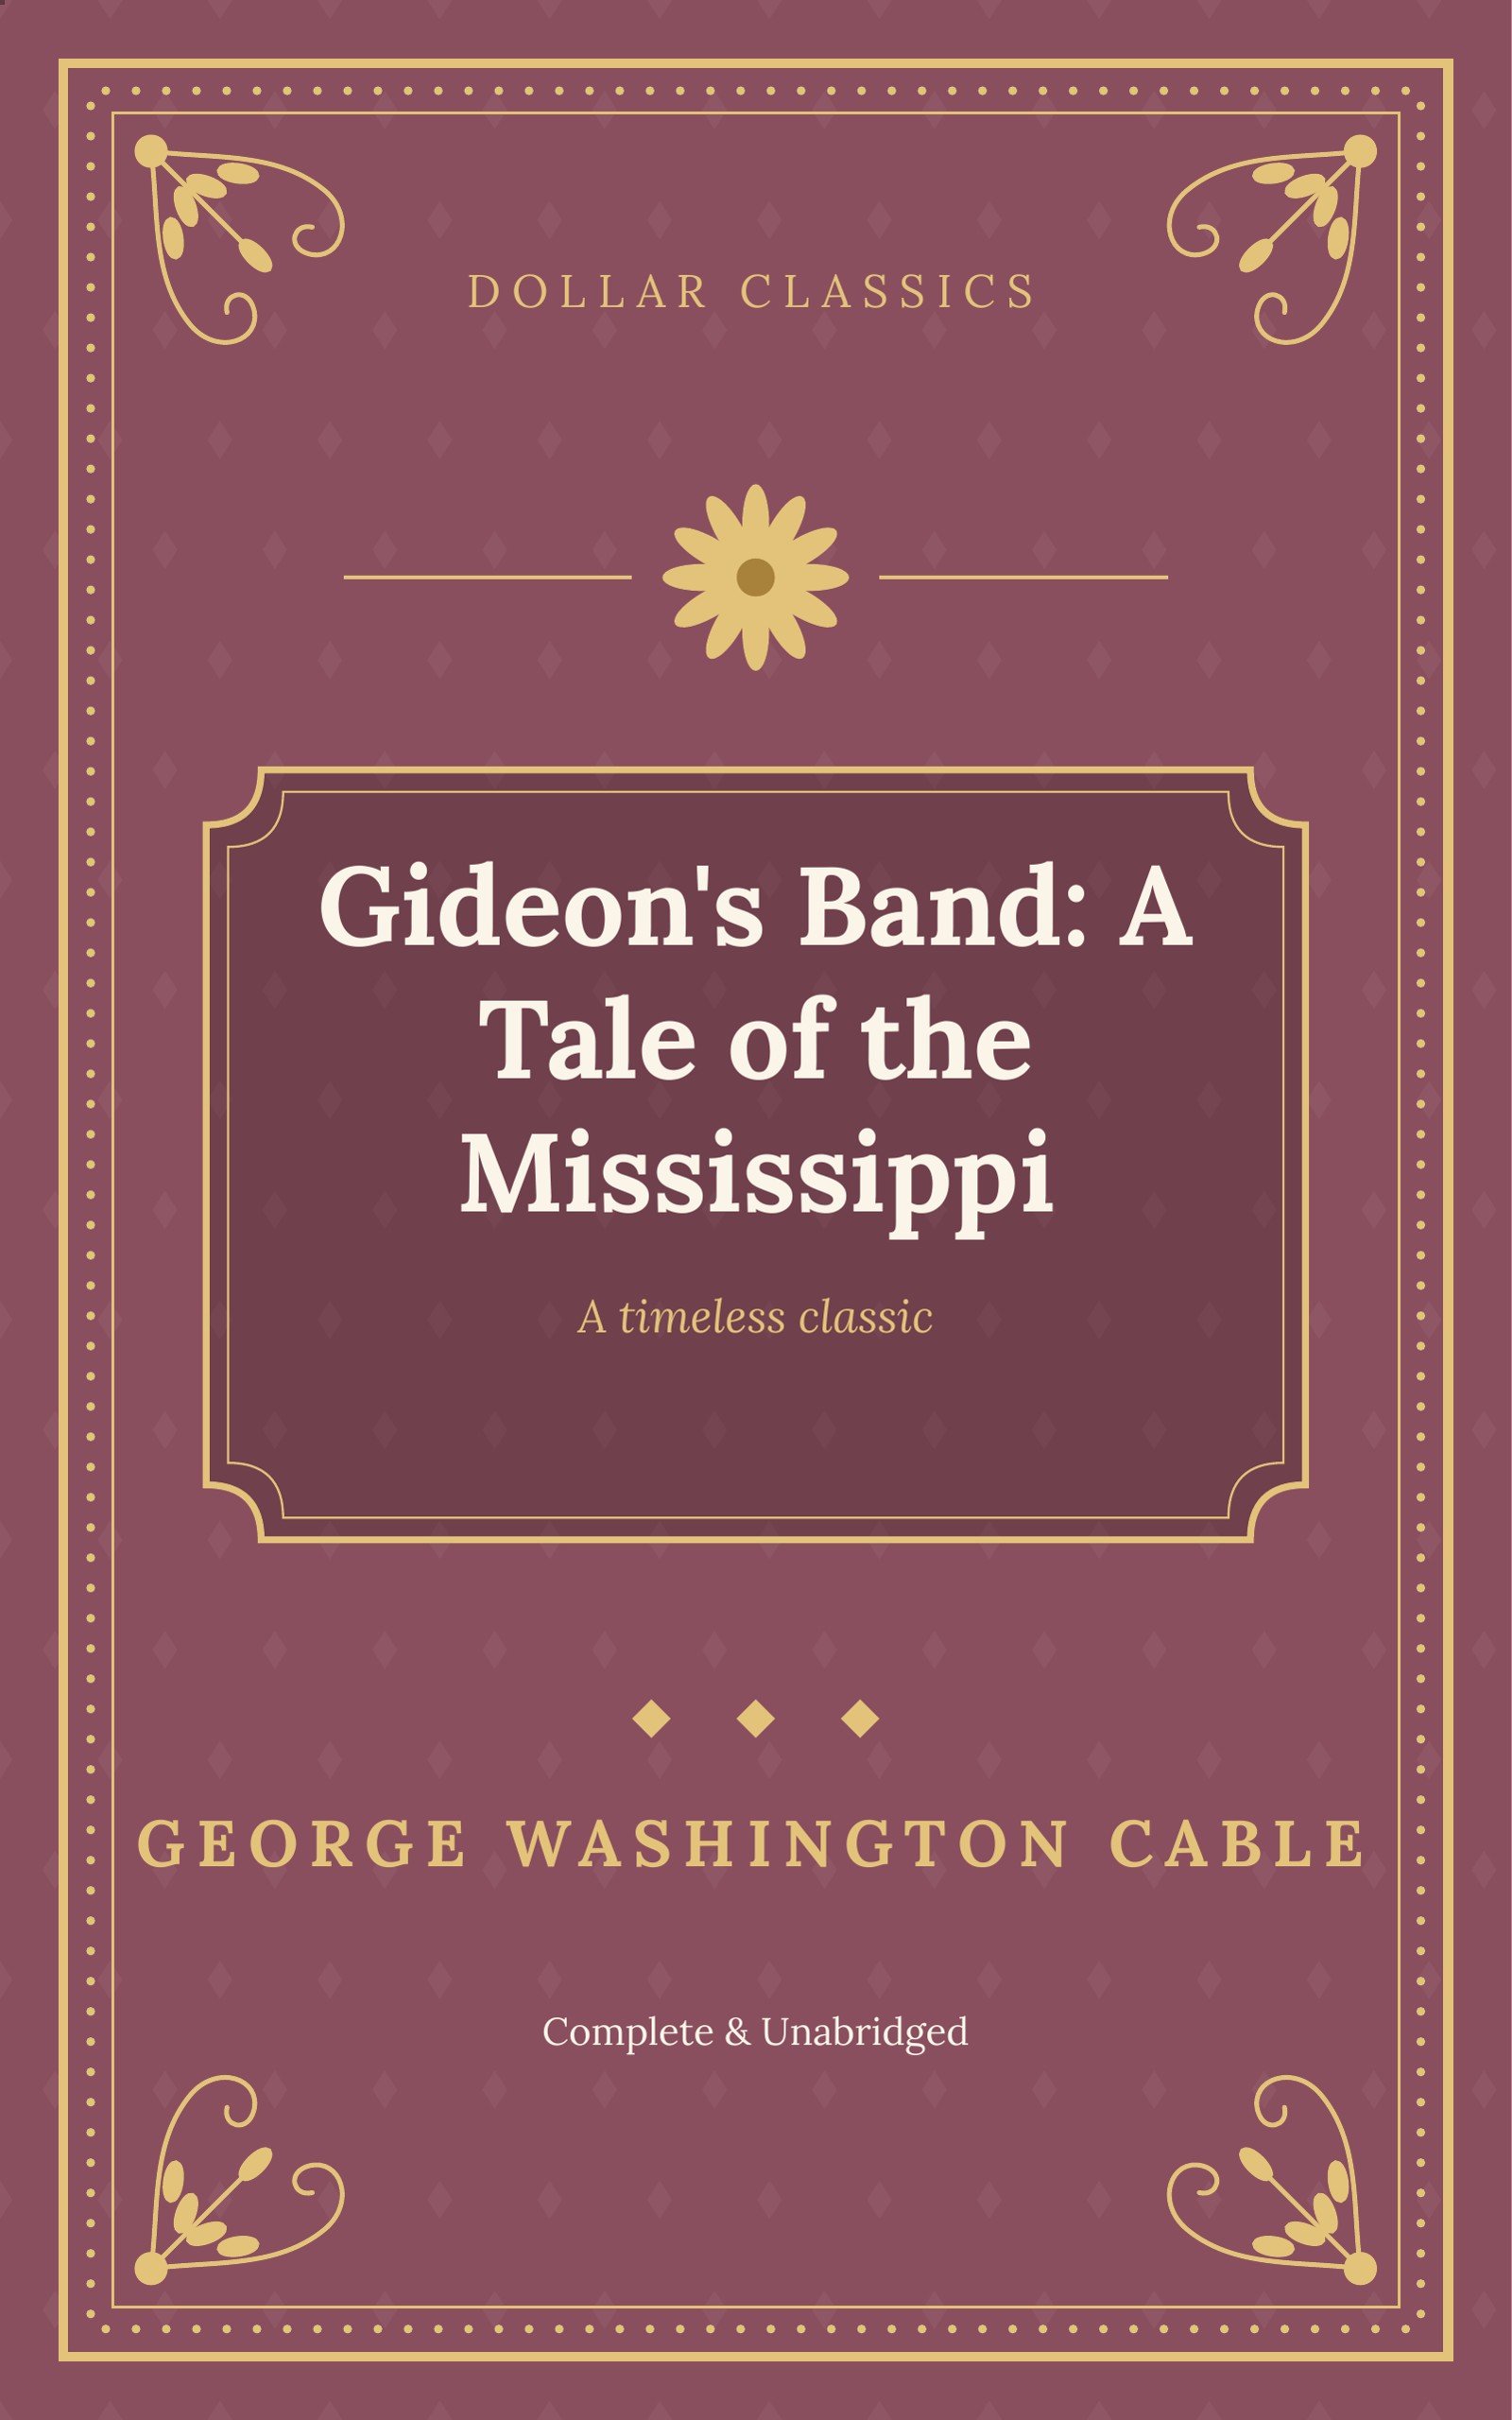 DOLLAR CLASSICS
Gideon's Band: A
Tale of the
Mississippi
A timeless classic
GEORGE WASHINGTON CABLE
Complete & Unabridged